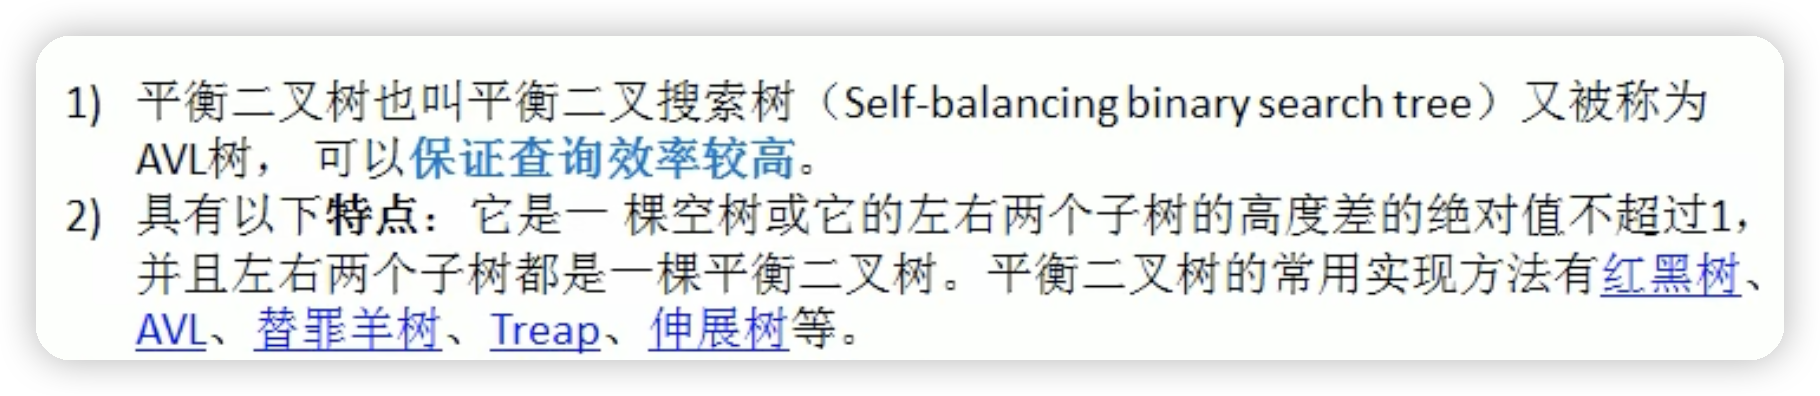 1) 平衡二叉树也叫平衡二叉搜索树（Self-balancing binary search tree）又被称为
AVL树， 可以保证查询效率较高。
2) 具有以下特点：它是一 棵空树或它的左右两个子树的高度差的绝对值不超过1，
并且左右两个子树都是一棵平衡二叉树。平衡二叉树的常用实现方法有红黑树、
AVL、替罪羊树、Treap、伸展树等。